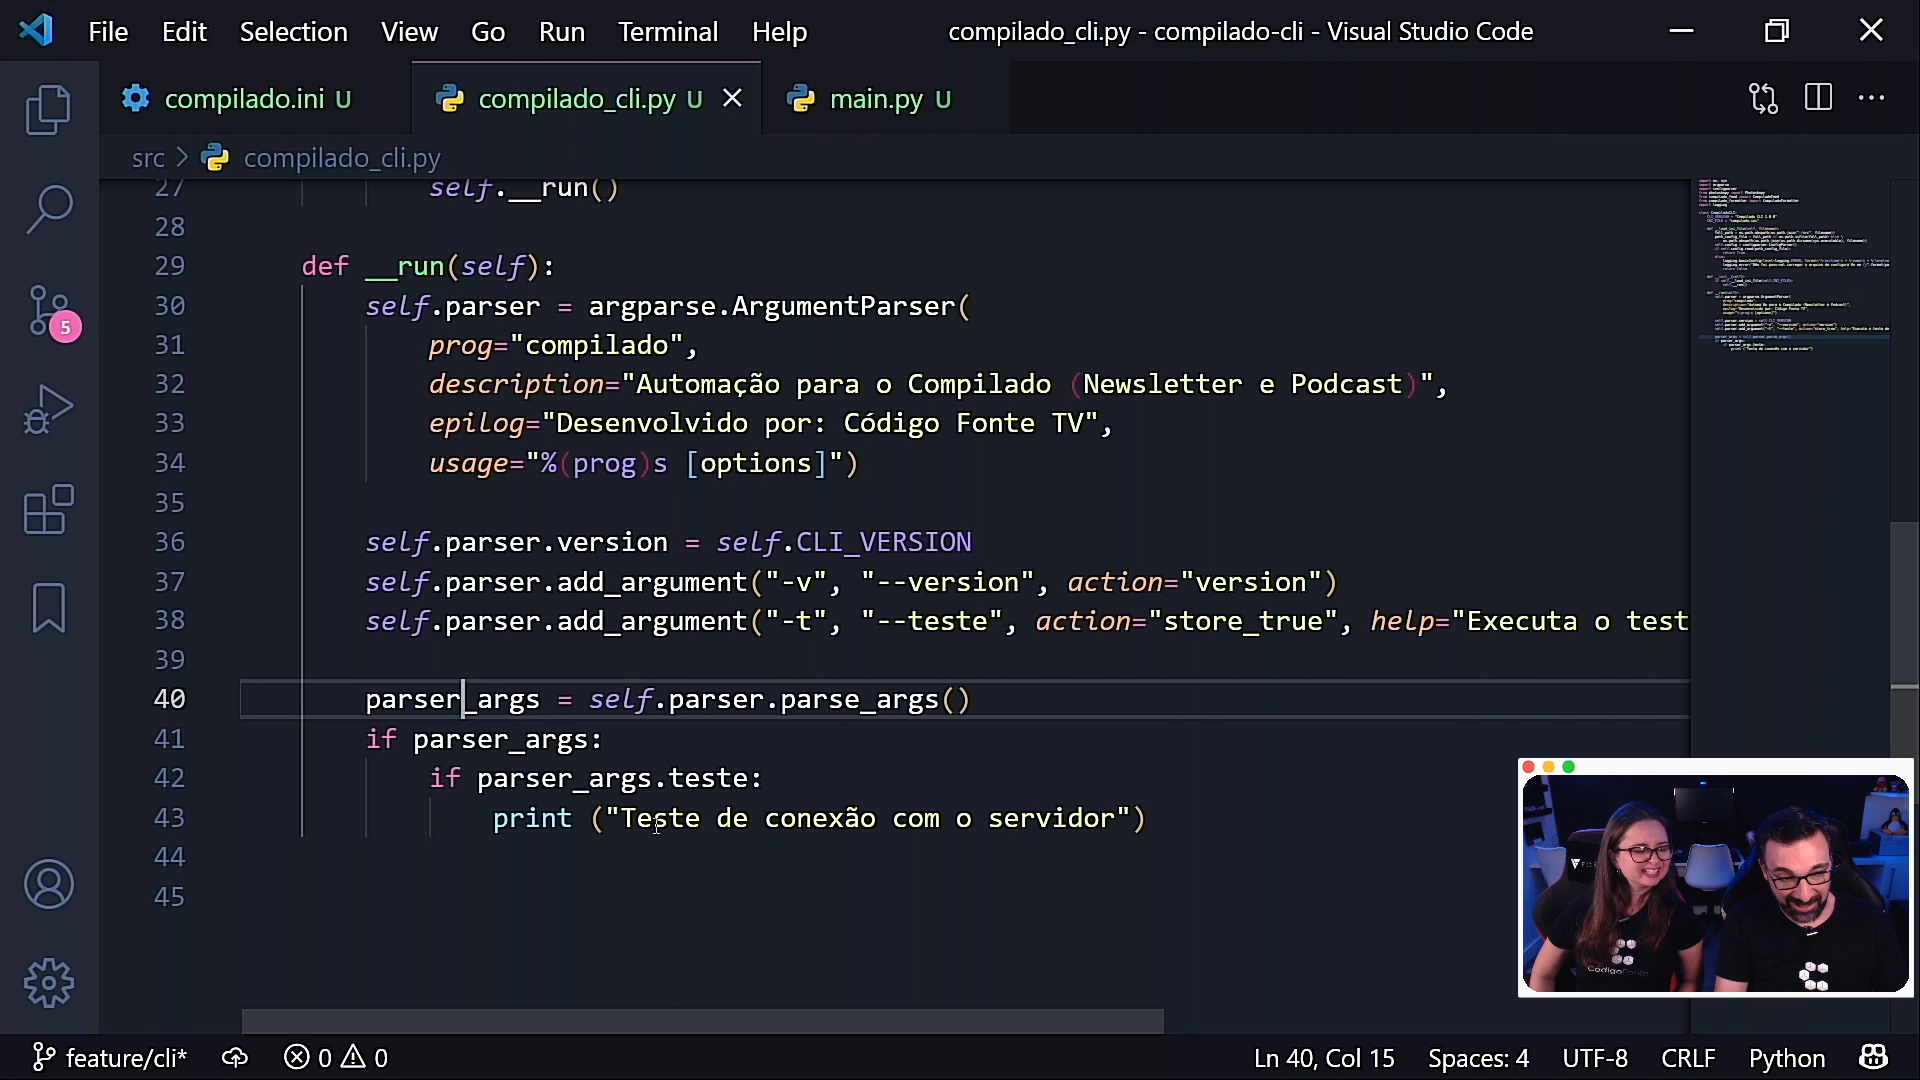 File Edit Selection View Go Run Terminal Help compilado_cli.py - compilado-cli - Visual Studio Code
compilado.ini U compilado_cli.py U main.py U
src > compilado_cli.py
27 self.__run()
28
29 def __run(self):
30 self.parser = argparse.ArgumentParser(
31 prog="compilado",
32 description="Automação para o Compilado (Newsletter e Podcast)",
33 epilog="Desenvolvido por: Código Fonte TV",
34 usage="%(prog)s [options]")
35
36 self.parser.version = self.CLI_VERSION
37 self.parser.add_argument("-v", "--version", action="version")
38 self.parser.add_argument("-t", "--teste", action="store_true", help="Executa o test
39
40 parser_args = self.parser.parse_args()
41 if parser_args:
42 if parser_args.teste:
43 print ("Teste de conexão com o servidor")
44
45
5
feature/cli* 0 0 Ln 40, Col 15 Spaces: 4 UTF-8 CRLF Python